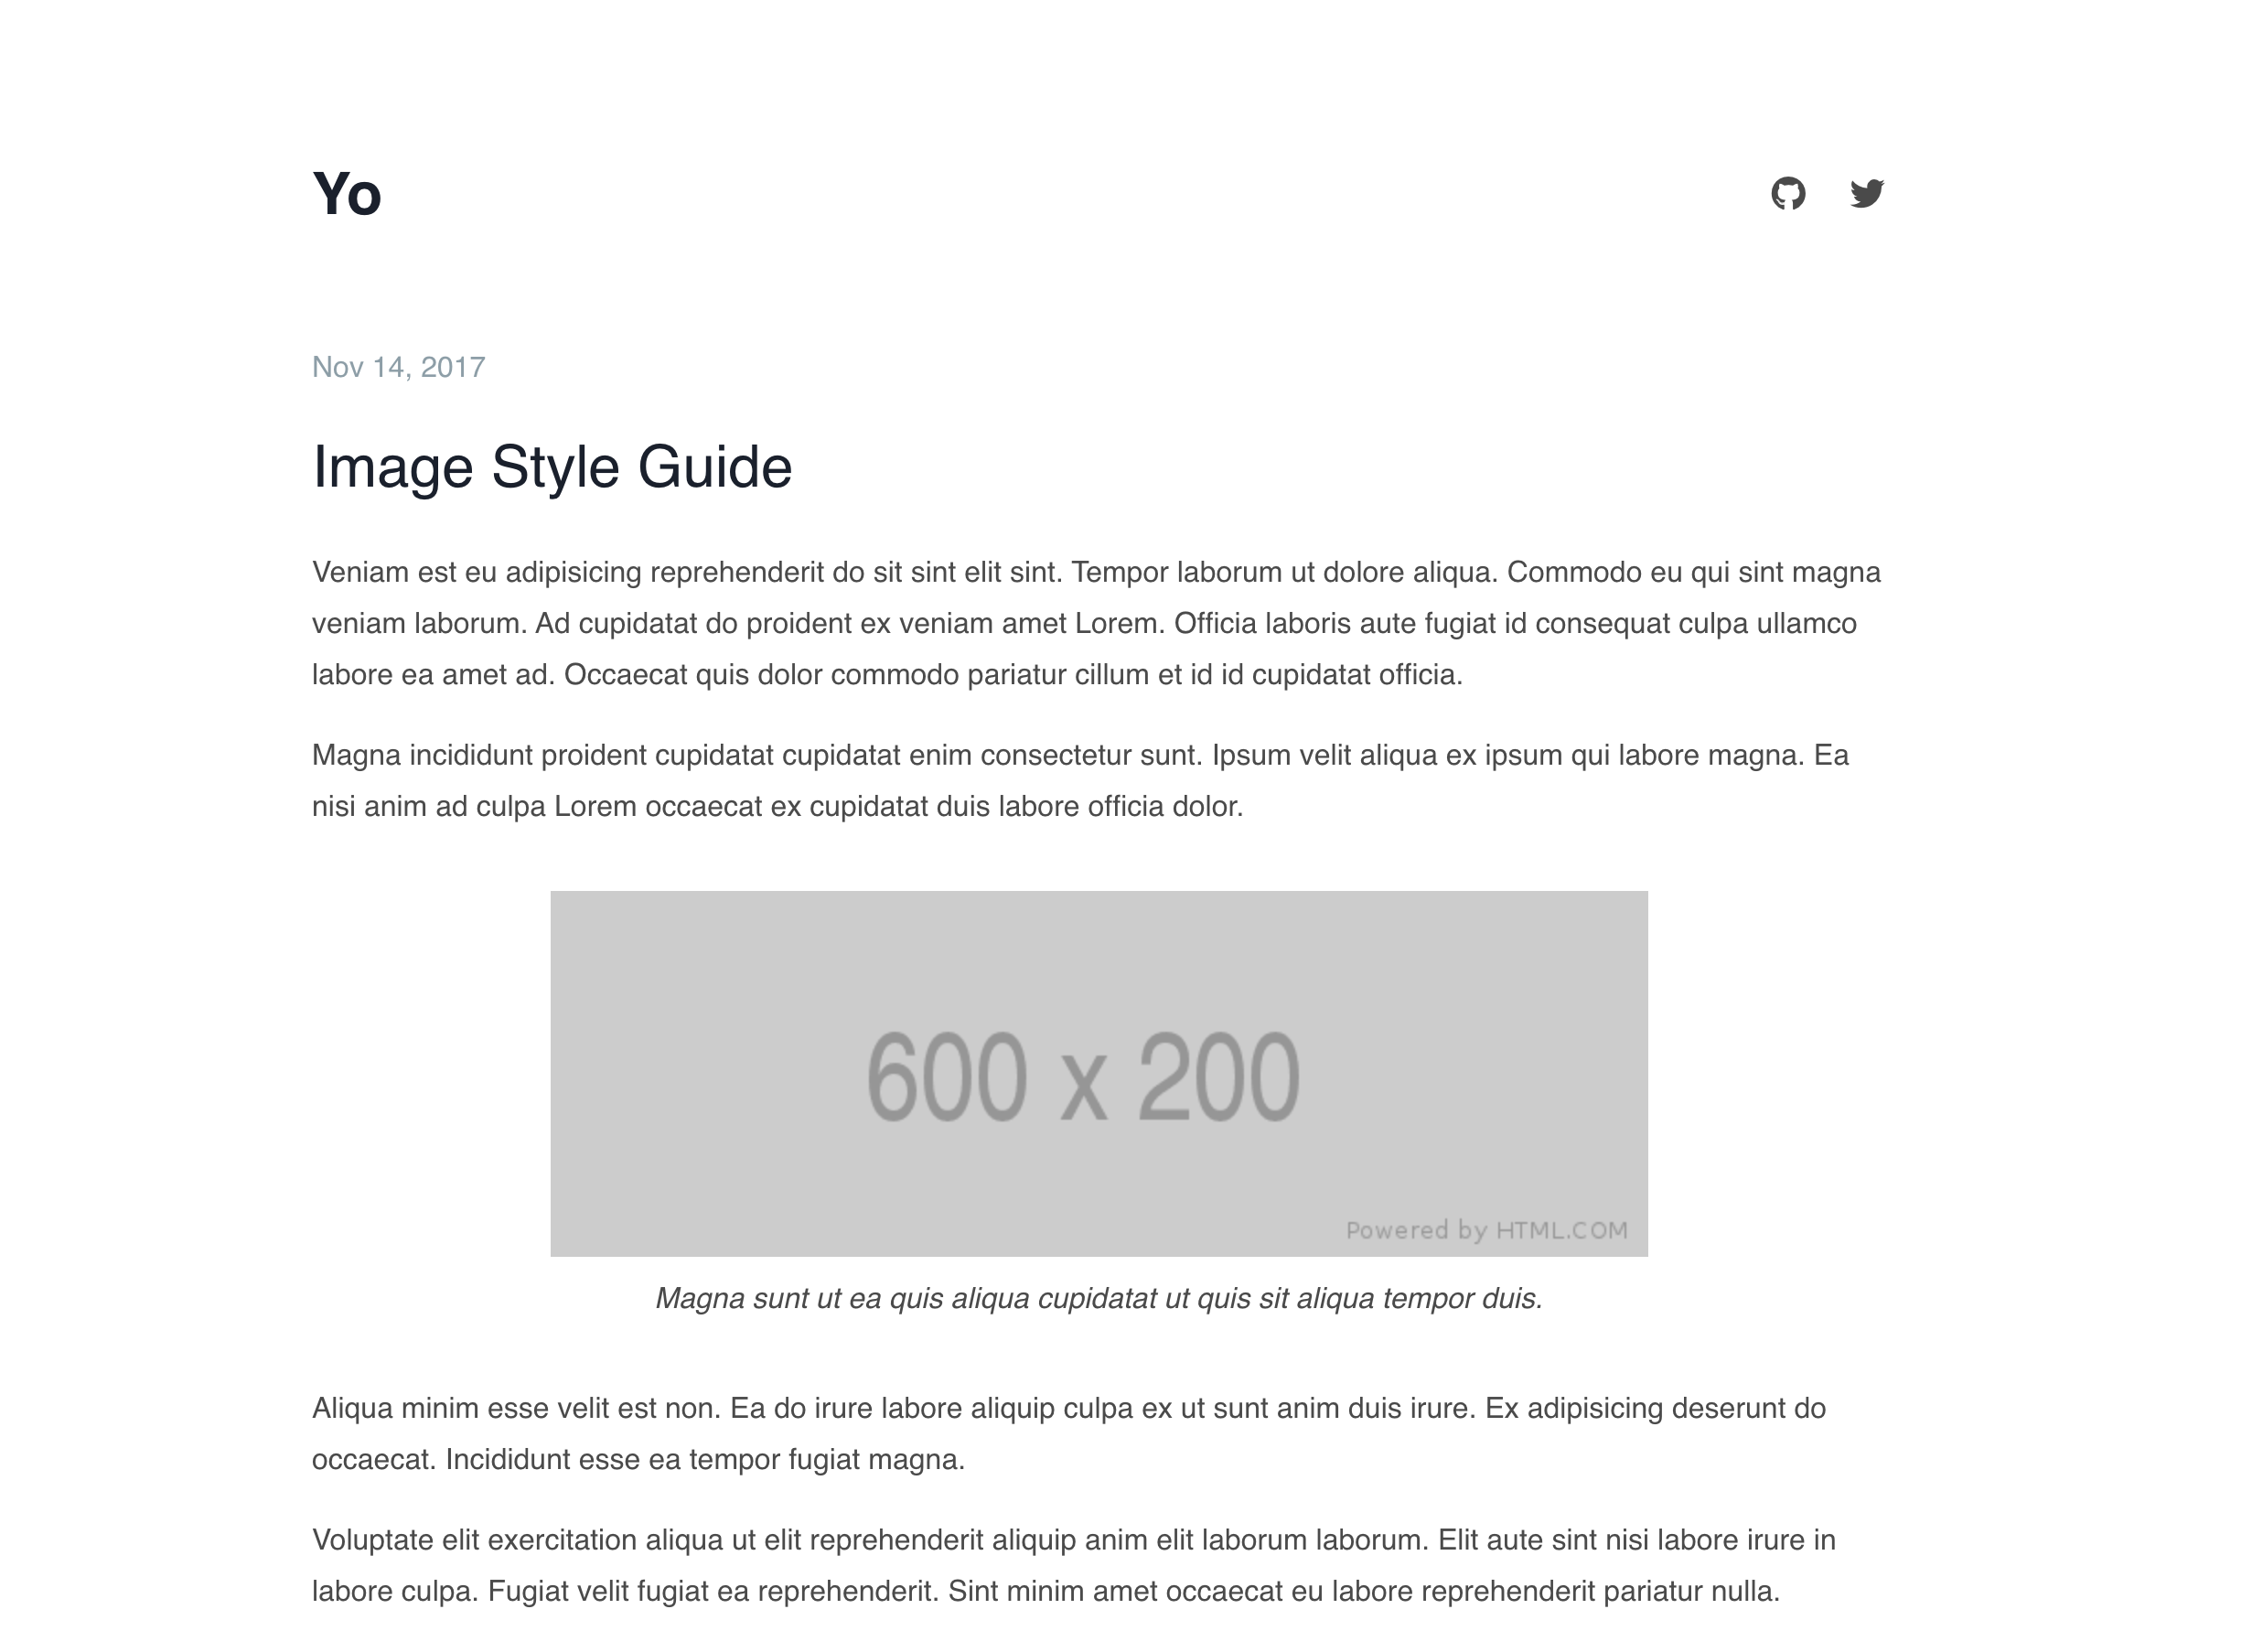 Yo
Nov 14, 2017
Image Style Guide
Veniam est eu adipisicing reprehenderit do sit sint elit sint. Tempor laborum ut dolore aliqua. Commodo eu qui sint magna
veniam laborum. Ad cupidatat do proident ex veniam amet Lorem. Officia laboris aute fugiat id consequat culpa ullamco
labore ea amet ad. Occaecat quis dolor commodo pariatur cillum et id id cupidatat officia.
Magna incididunt proident cupidatat cupidatat enim consectetur sunt. Ipsum velit aliqua ex ipsum qui labore magna. Ea
nisi anim ad culpa Lorem occaecat ex cupidatat duis labore officia dolor.
600 x 200
Powered by HTML.COM
Magna sunt ut ea quis aliqua cupidatat ut quis sit aliqua tempor duis.
Aliqua minim esse velit est non. Ea do irure labore aliquip culpa ex ut sunt anim duis irure. Ex adipisicing deserunt do
occaecat. Incididunt esse ea tempor fugiat magna.
Voluptate elit exercitation aliqua ut elit reprehenderit aliquip anim elit laborum laborum. Elit aute sint nisi labore irure in
labore culpa. Fugiat velit fugiat ea reprehenderit. Sint minim amet occaecat eu labore reprehenderit pariatur nulla.